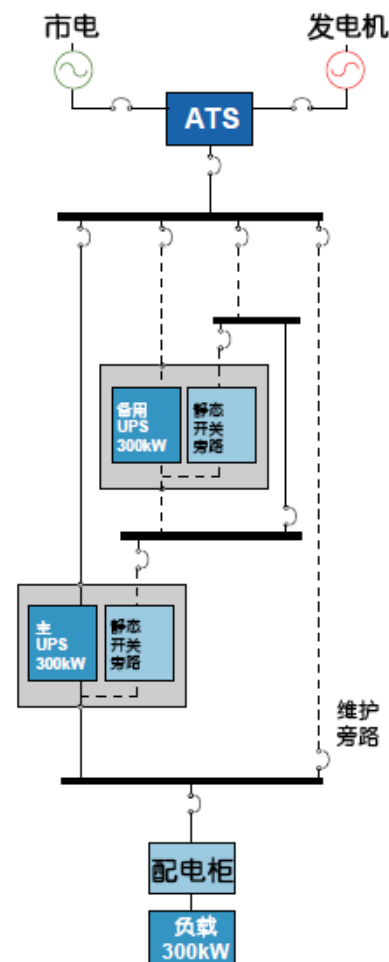 市电
发电机
ATS
备用
UPS
300kW
静态
开关
旁路
主
UPS
300kW
静态
开关
旁路
维护
旁路
配电柜
负载
300kW